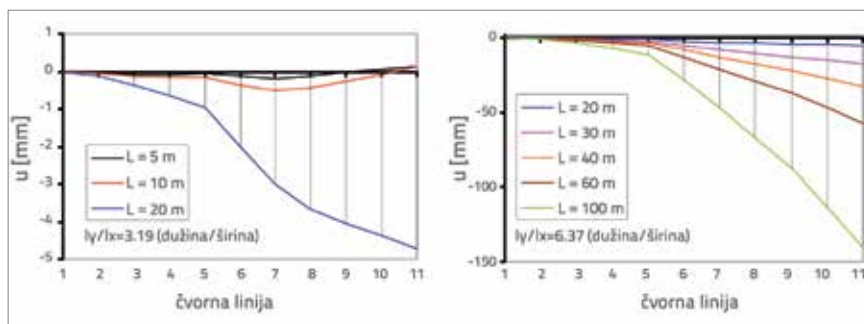 1
0
-1
-2
-3
-4
-5
u [mm]
L = 5 m
L = 10 m
L = 20 m
ly/lx=3.19 (dužina/širina)
1 2 3 4 5 6 7 8 9 10 11
čvorna linija
0
-50
-100
-150
u [mm]
L = 20 m
L = 30 m
L = 40 m
L = 60 m
L = 100 m
ly/lx=6.37 (dužina/širina)
1 2 3 4 5 6 7 8 9 10 11
čvorna linija